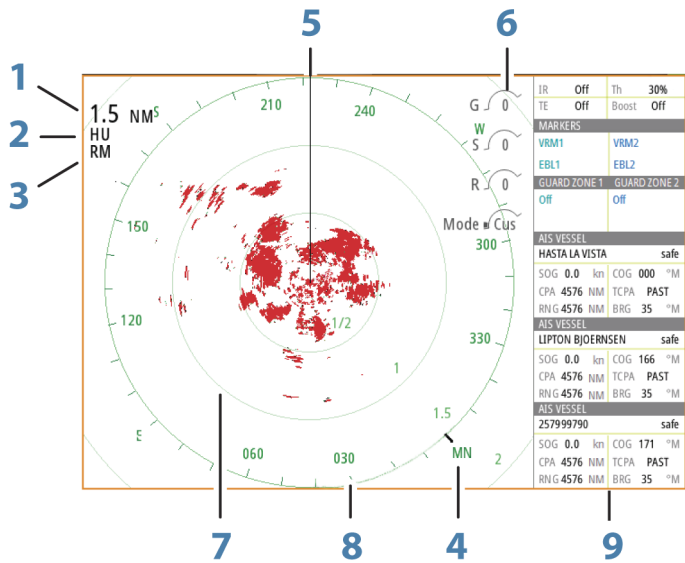 5
6
1
2
3
1.5 NM
HU
RM
S
210
240
W
300
330
MN
030
060
E
120
150
1/2
1
1.5
2
G 0
S 0
R 0
Mode Cus
IR Off Th 30%
TE Off Boost Off
MARKERS
VRM1 VRM2
EBL1 EBL2
GUARD ZONE 1 GUARD ZONE 2
Off Off
AIS VESSEL
HASTA LA VISTA safe
SOG 0.0 kn COG 000 °M
CPA 4576 NM TCPA PAST
RNG 4576 NM BRG 35 °M
AIS VESSEL
LIPTON BJOERNSEN safe
SOG 0.0 kn COG 166 °M
CPA 4576 NM TCPA PAST
RNG 4576 NM BRG 35 °M
AIS VESSEL
257999790 safe
SOG 0.0 kn COG 171 °M
CPA 4576 NM TCPA PAST
RNG 4576 NM BRG 35 °M
7
8
4
9